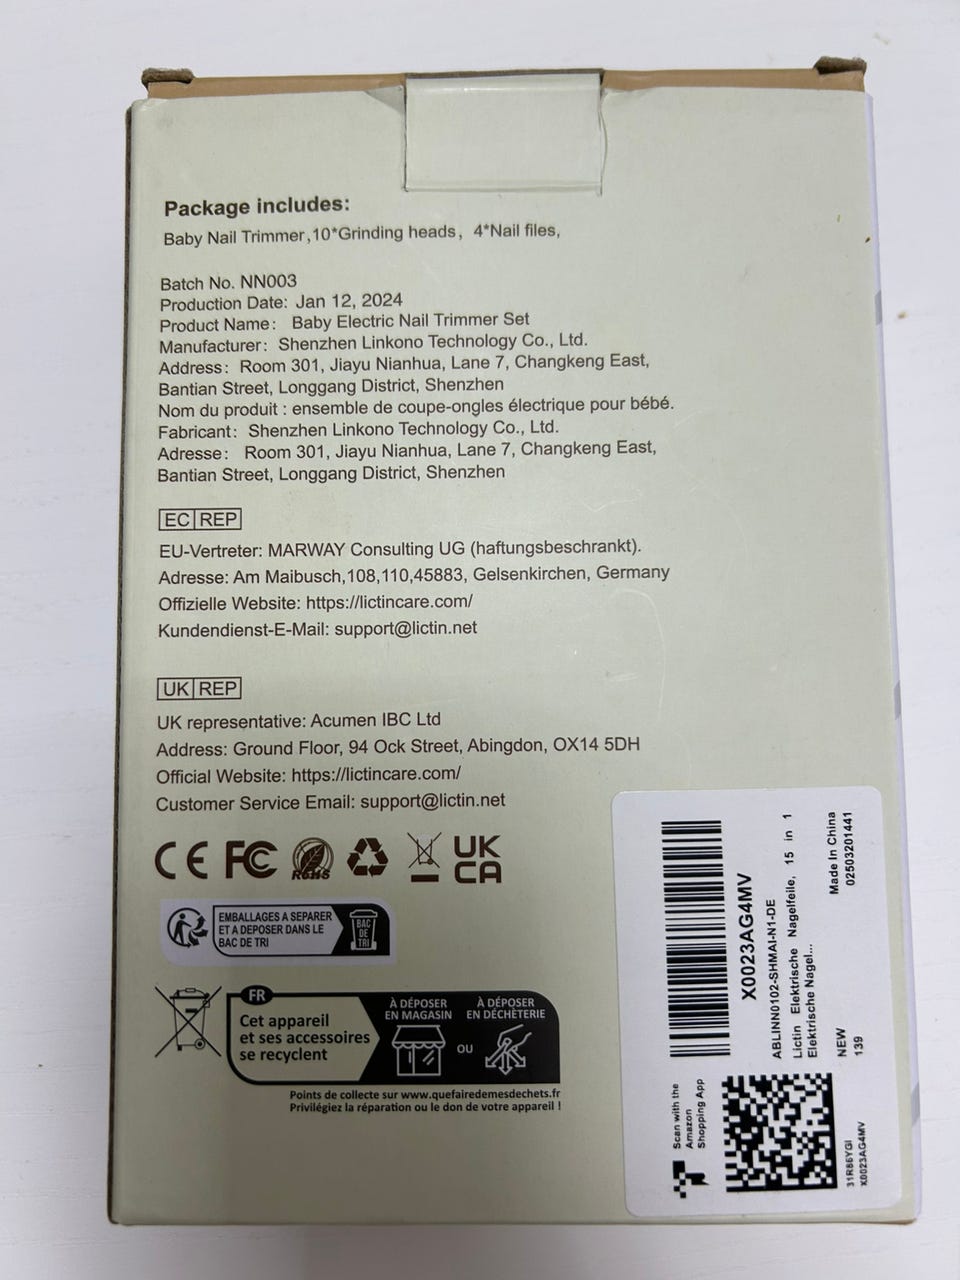 Package includes:
Baby Nail Trimmer,10*Grinding heads, 4*Nail files,
Batch No. NN003
Production Date: Jan 12, 2024
Product Name: Baby Electric Nail Trimmer Set
Manufacturer: Shenzhen Linkono Technology Co., Ltd.
Address: Room 301, Jiayu Nianhua, Lane 7, Changkeng East,
Bantian Street, Longgang District, Shenzhen
Nom du produit : ensemble de coupe-ongles électrique pour bébé.
Fabricant: Shenzhen Linkono Technology Co., Ltd.
Adresse: Room 301, Jiayu Nianhua, Lane 7, Changkeng East,
Bantian Street, Longgang District, Shenzhen
EC REP
EU-Vertreter: MARWAY Consulting UG (haftungsbeschrankt).
Adresse: Am Maibusch,108,110,45883, Gelsenkirchen, Germany
Offizielle Website: https://lictincare.com/
Kundendienst-E-Mail: support@lictin.net
UK REP
UK representative: Acumen IBC Ltd
Address: Ground Floor, 94 Ock Street, Abingdon, OX14 5DH
Official Website: https://lictincare.com/
Customer Service Email: support@lictin.net
CE FC RoHS UK
CA
EMBALLAGES A SEPARER
ET A DEPOSER DANS LE
BAC DE TRI
BAC
DE
TRI
FR
Cet appareil
et ses accessoires
se recyclent
À DÉPOSER
EN MAGASIN
OU
À DÉPOSER
EN DÉCHÈTERIE
Points de collecte sur www.quefairedemesdechets.fr
Privilégiez la réparation ou le don de votre appareil !
X0023AG4MV
ABLINN0102-SHMAI-N1-DE
Lictin Elektrische Nagelfeile, 15 in 1
Elektrische Nagel...
NEW
139
Made In China
02503201441
Scan with the
Amazon
Shopping App
31R86YGI
X0023AG4MV